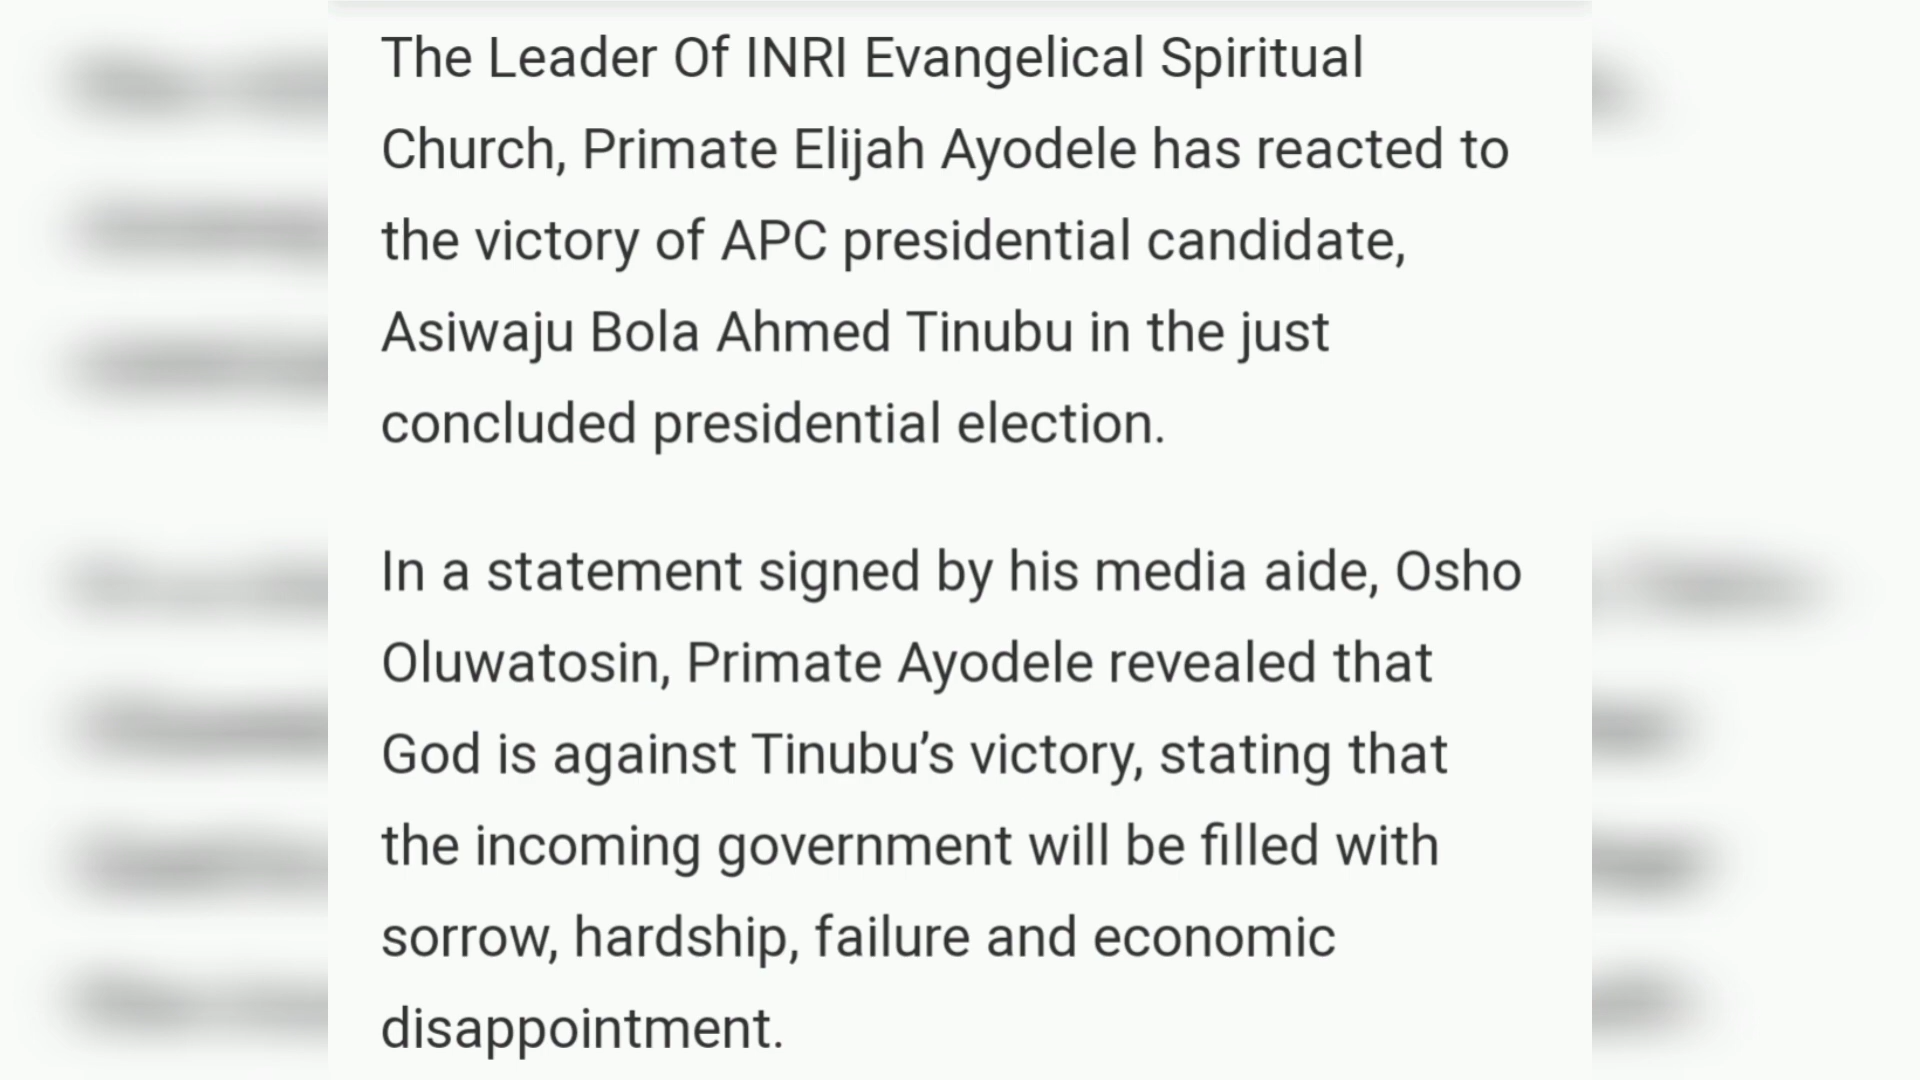 The Leader Of INRI Evangelical Spiritual
Church, Primate Elijah Ayodele has reacted to
the victory of APC presidential candidate,
Asiwaju Bola Ahmed Tinubu in the just
concluded presidential election.
In a statement signed by his media aide, Osho
Oluwatosin, Primate Ayodele revealed that
God is against Tinubu’s victory, stating that
the incoming government will be filled with
sorrow, hardship, failure and economic
disappointment.